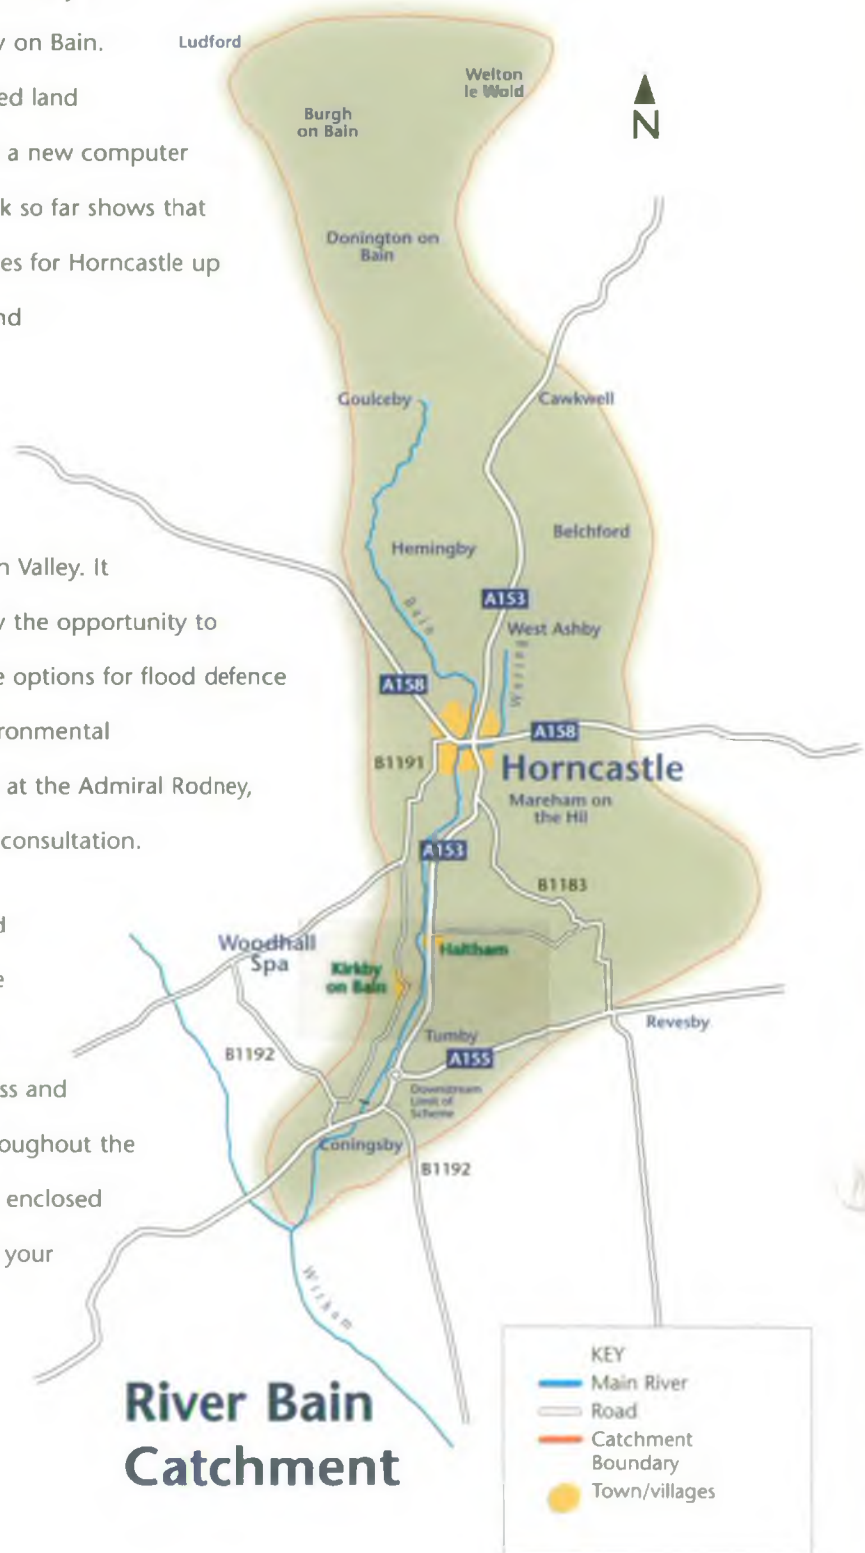 y on Bain.
ed land
a new computer
k so far shows that
es for Horncastle up
nd
n Valley. It
y the opportunity to
e options for flood defence
ronmental
at the Admiral Rodney,
consultation.
d
e
ss and
oughout the
enclosed
your
Ludford
Welton
le Wold
Burgh
on Bain
N
Donington on
Bain
Goulceby
Cawkwell
Belchford
Hemingby
Bain
A153
West Ashby
Waring
A158
A158
B1191
Horncastle
Mareham on
the Hil
A153
B1183
Woodhall
Spa
Haltham
Kirkby
on Bain
Revesby
Tumby
B1192
A155
Downstream
Limit of
Scheme
Coningsby
B1192
Witham
River Bain
Catchment
KEY
Main River
Road
Catchment
Boundary
Town/villages